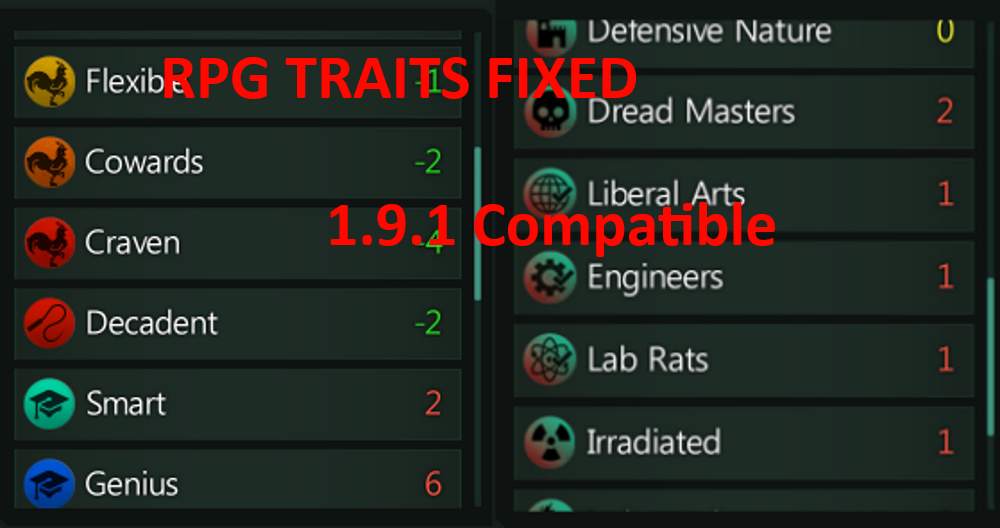 Flexible -1
Cowards -2
Craven -4
Decadent -2
Smart 2
Genius 6
Defensive Nature 0
Dread Masters 2
Liberal Arts 1
Engineers 1
Lab Rats 1
Irradiated 1
RPG TRAITS FIXED
1.9.1 Compatible